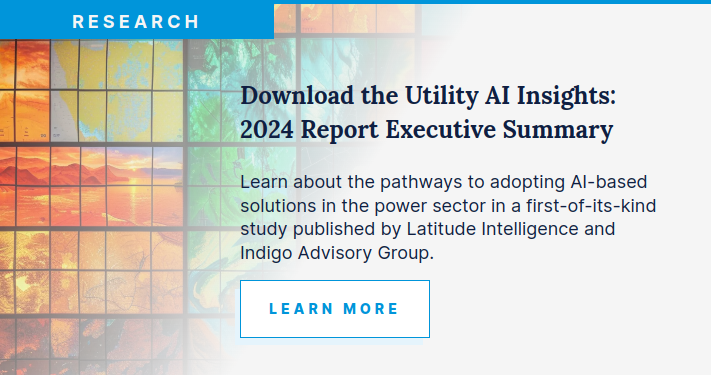 RESEARCH
Download the Utility AI Insights:
2024 Report Executive Summary
Learn about the pathways to adopting AI-based
solutions in the power sector in a first-of-its-kind
study published by Latitude Intelligence and
Indigo Advisory Group.
LEARN MORE